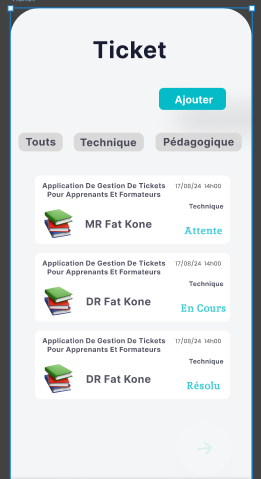 Ticket
Ajouter
Touts
Technique
Pédagogique
Application De Gestion De Tickets
Pour Apprenants Et Formateurs
17/08/24 14h00
Technique
MR Fat Kone
Attente
Application De Gestion De Tickets
Pour Apprenants Et Formateurs
17/08/24 14h00
Technique
DR Fat Kone
En Cours
Application De Gestion De Tickets
Pour Apprenants Et Formateurs
17/08/24 14h00
Technique
DR Fat Kone
Résolu